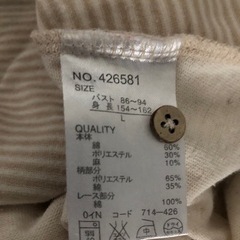 NO. 426581
SIZE
バスト 86～94
身長 154～162
L
QUALITY
本体
綿 60%
ポリエステル 30%
麻 10%
柄部分
ポリエステル 65%
綿 35%
レース部分
綿 100%
0イN コード 714-426